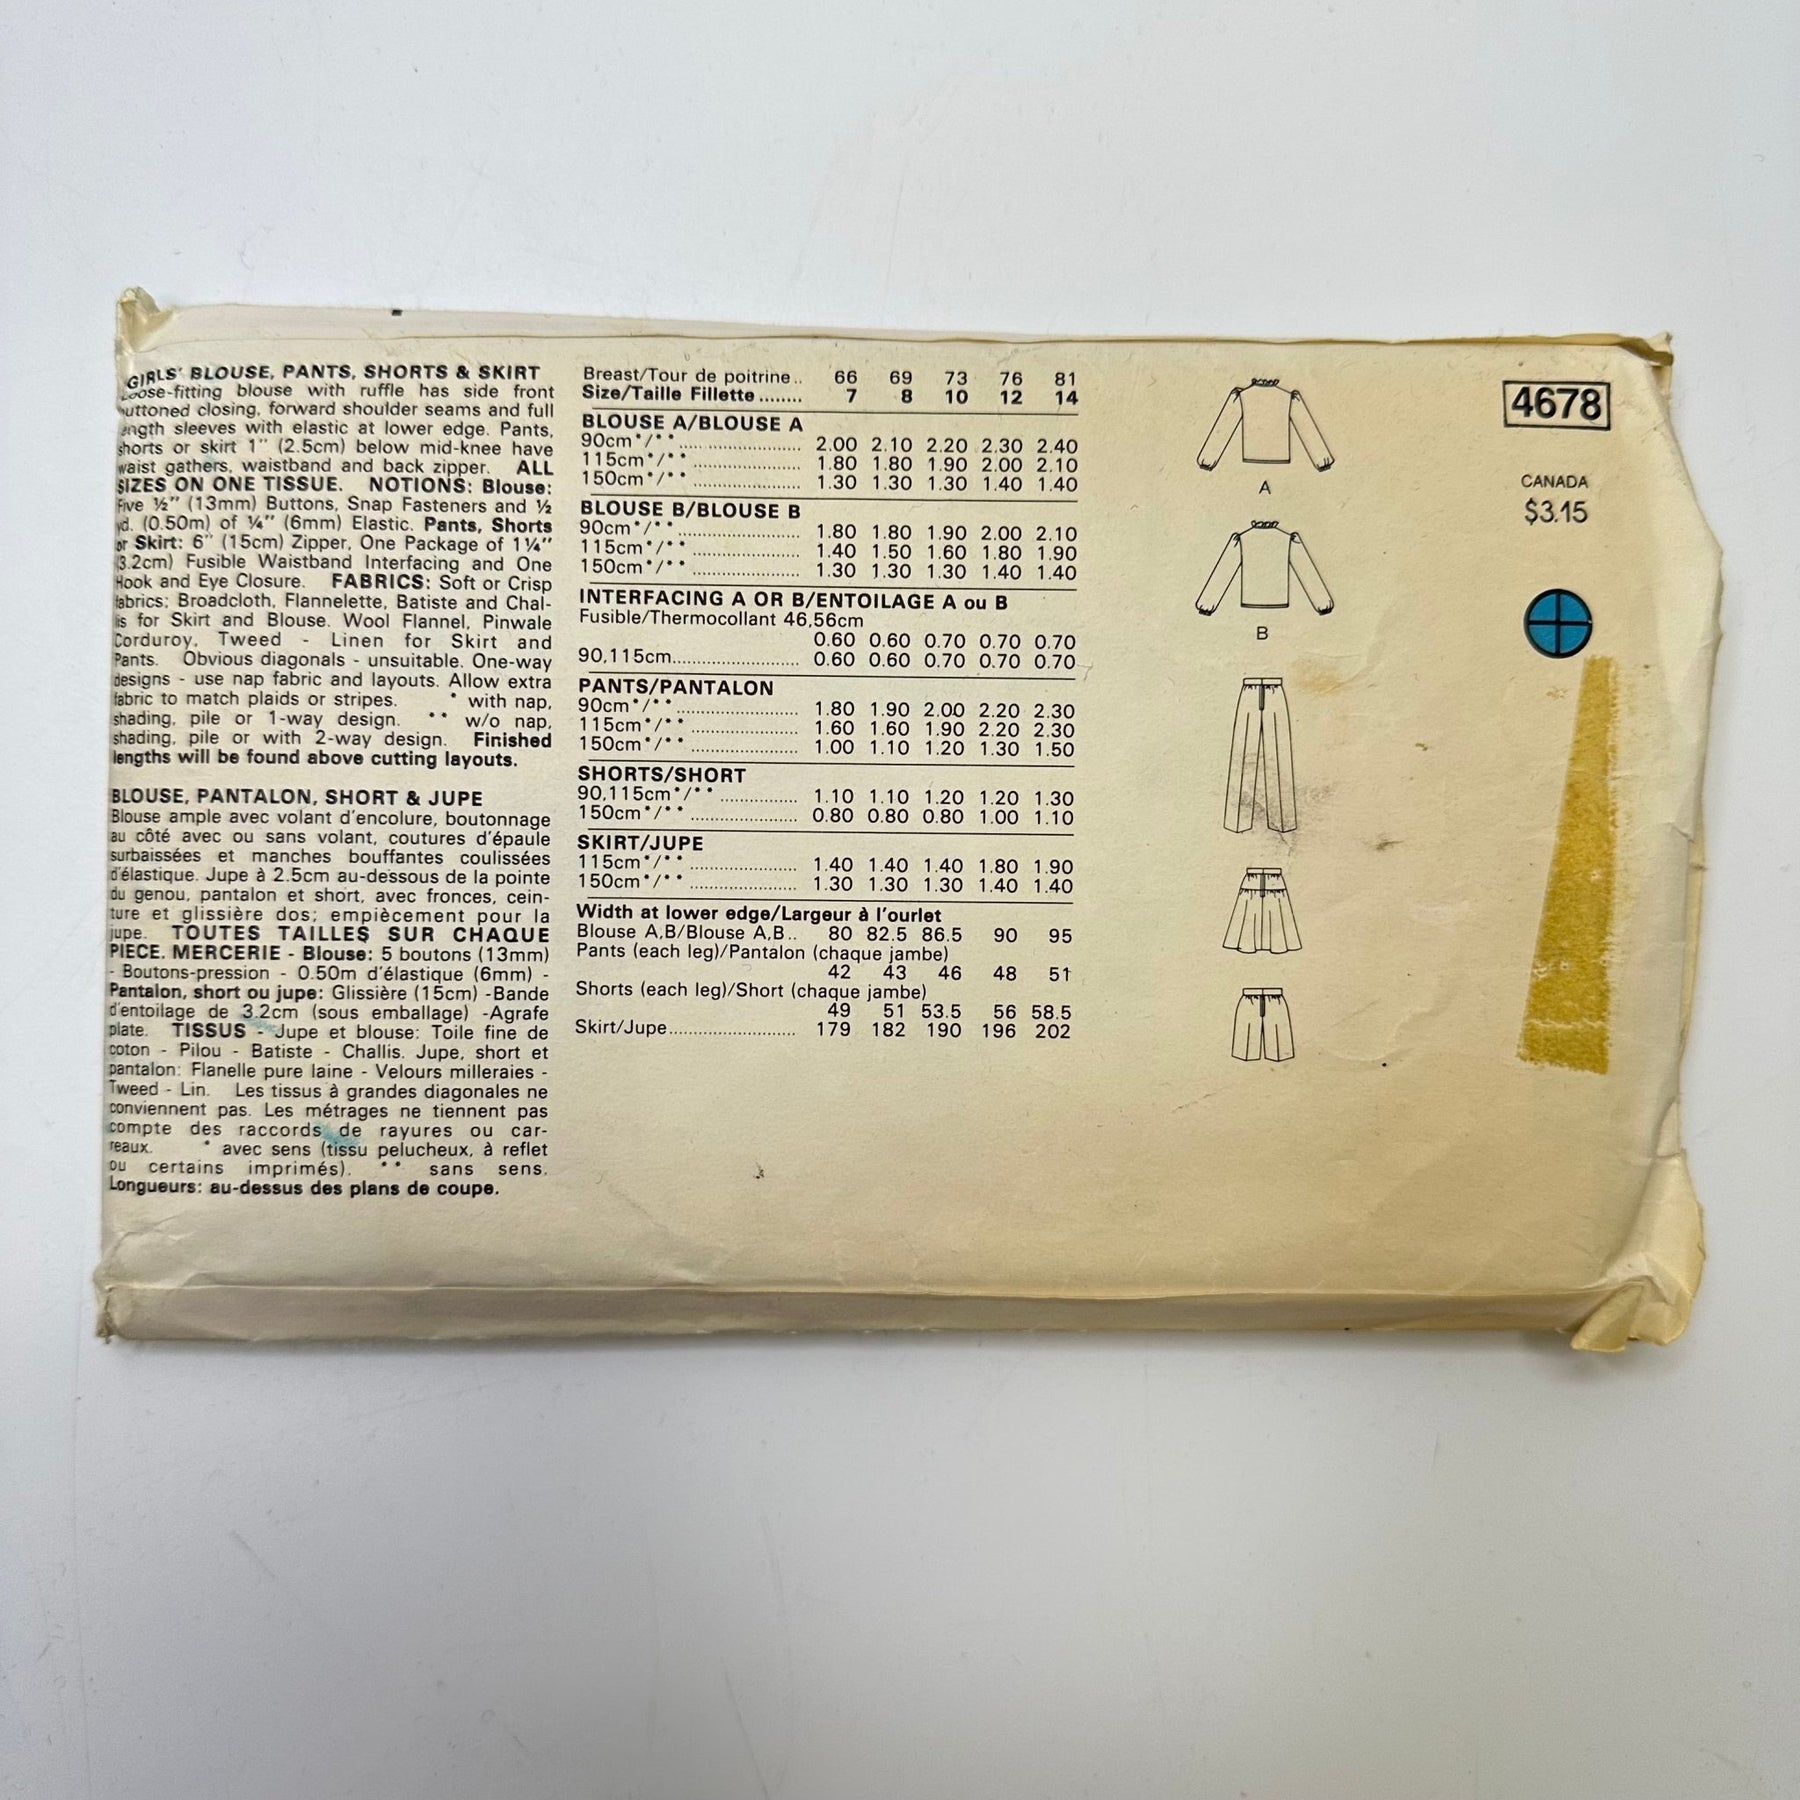 GIRLS' BLOUSE, PANTS, SHORTS & SKIRT
Loose-fitting blouse with ruffle has side front
buttoned closing, forward shoulder seams and full
length sleeves with elastic at lower edge. Pants,
shorts or skirt 1" (2.5cm) below mid-knee have
waist gathers, waistband and back zipper. ALL
SIZES ON ONE TISSUE. NOTIONS: Blouse:
Five ½" (13mm) Buttons, Snap Fasteners and ½
yd. (0.50m) of ¼" (6mm) Elastic. Pants, Shorts
or Skirt: 6" (15cm) Zipper, One Package of 1¼"
(3.2cm) Fusible Waistband Interfacing and One
Hook and Eye Closure. FABRICS: Soft or Crisp
fabrics; Broadcloth, Flannelette, Batiste and Chal-
lis for Skirt and Blouse. Wool Flannel, Pinwale
Corduroy, Tweed - Linen for Skirt and
Pants. Obvious diagonals - unsuitable. One-way
designs - use nap fabric and layouts. Allow extra
fabric to match plaids or stripes. * with nap,
shading, pile or 1-way design. ** w/o nap,
shading, pile or with 2-way design. Finished
lengths will be found above cutting layouts.
BLOUSE, PANTALON, SHORT & JUPE
Blouse ample avec volant d'encolure, boutonnage
au côté avec ou sans volant, coutures d'épaule
surbaissées et manches bouffantes coulissées
d'élastique. Jupe à 2.5cm au-dessous de la pointe
du genou, pantalon et short, avec fronces, cein-
ture et glissière dos; empiècement pour la
jupe. TOUTES TAILLES SUR CHAQUE
PIECE. MERCERIE - Blouse: 5 boutons (13mm)
- Boutons-pression - 0.50m d'élastique (6mm) -
Pantalon, short ou jupe: Glissière (15cm) -Bande
d'entoilage de 3.2cm (sous emballage) -Agrafe
plate. TISSUS - Jupe et blouse: Toile fine de
coton - Pilou - Batiste - Challis. Jupe, short et
pantalon: Flanelle pure laine - Velours milleraies -
Tweed - Lin. Les tissus à grandes diagonales ne
conviennent pas. Les métrages ne tiennent pas
compte des raccords de rayures ou car-
reaux. * avec sens (tissu pelucheux, à reflet
ou certains imprimés). ** sans sens.
Longueurs: au-dessus des plans de coupe.
Breast/Tour de poitrine.. 66 69 73 76 81
Size/Taille Fillette........ 7 8 10 12 14
BLOUSE A/BLOUSE A
90cm*/**........................ 2.00 2.10 2.20 2.30 2.40
115cm*/**..................... 1.80 1.80 1.90 2.00 2.10
150cm*/**..................... 1.30 1.30 1.30 1.40 1.40
BLOUSE B/BLOUSE B
90cm*/**........................ 1.80 1.80 1.90 2.00 2.10
115cm*/**..................... 1.40 1.50 1.60 1.80 1.90
150cm*/**..................... 1.30 1.30 1.30 1.40 1.40
INTERFACING A OR B/ENTOILAGE A ou B
Fusible/Thermocollant 46,56cm
0.60 0.60 0.70 0.70 0.70
90,115cm......................... 0.60 0.60 0.70 0.70 0.70
PANTS/PANTALON
90cm*/**........................ 1.80 1.90 2.00 2.20 2.30
115cm*/**..................... 1.60 1.60 1.90 2.20 2.30
150cm*/**..................... 1.00 1.10 1.20 1.30 1.50
SHORTS/SHORT
90,115cm*/**............... 1.10 1.10 1.20 1.20 1.30
150cm*/**..................... 0.80 0.80 0.80 1.00 1.10
SKIRT/JUPE
115cm*/**..................... 1.40 1.40 1.40 1.80 1.90
150cm*/**..................... 1.30 1.30 1.30 1.40 1.40
Width at lower edge/Largeur à l'ourlet
Blouse A,B/Blouse A,B.. 80 82.5 86.5 90 95
Pants (each leg)/Pantalon (chaque jambe)
42 43 46 48 51
Shorts (each leg)/Short (chaque jambe)
49 51 53.5 56 58.5
Skirt/Jupe......................... 179 182 190 196 202
A
B
4678
CANADA
$3.15